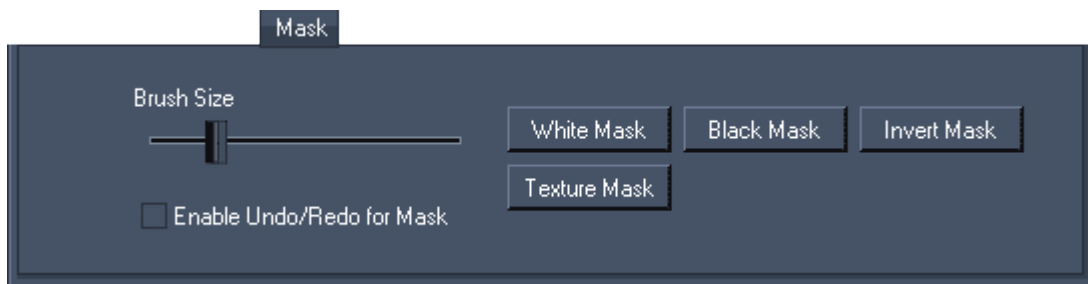 Mask
Brush Size
White Mask
Black Mask
Invert Mask
Texture Mask
Enable Undo/Redo for Mask